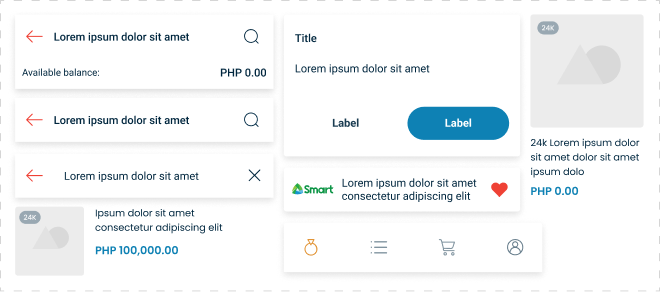 Lorem ipsum dolor sit amet
Available balance:
PHP 0.00
Lorem ipsum dolor sit amet
Lorem ipsum dolor sit amet
24K
Ipsum dolor sit amet
consectetur adipiscing elit
PHP 100,000.00
Title
Lorem ipsum dolor sit amet
Label
Label
Smart
Lorem ipsum dolor sit amet
consectetur adipiscing elit
24K
24k Lorem ipsum dolor
sit amet dolor sit amet
ipsum dolo
PHP 0.00